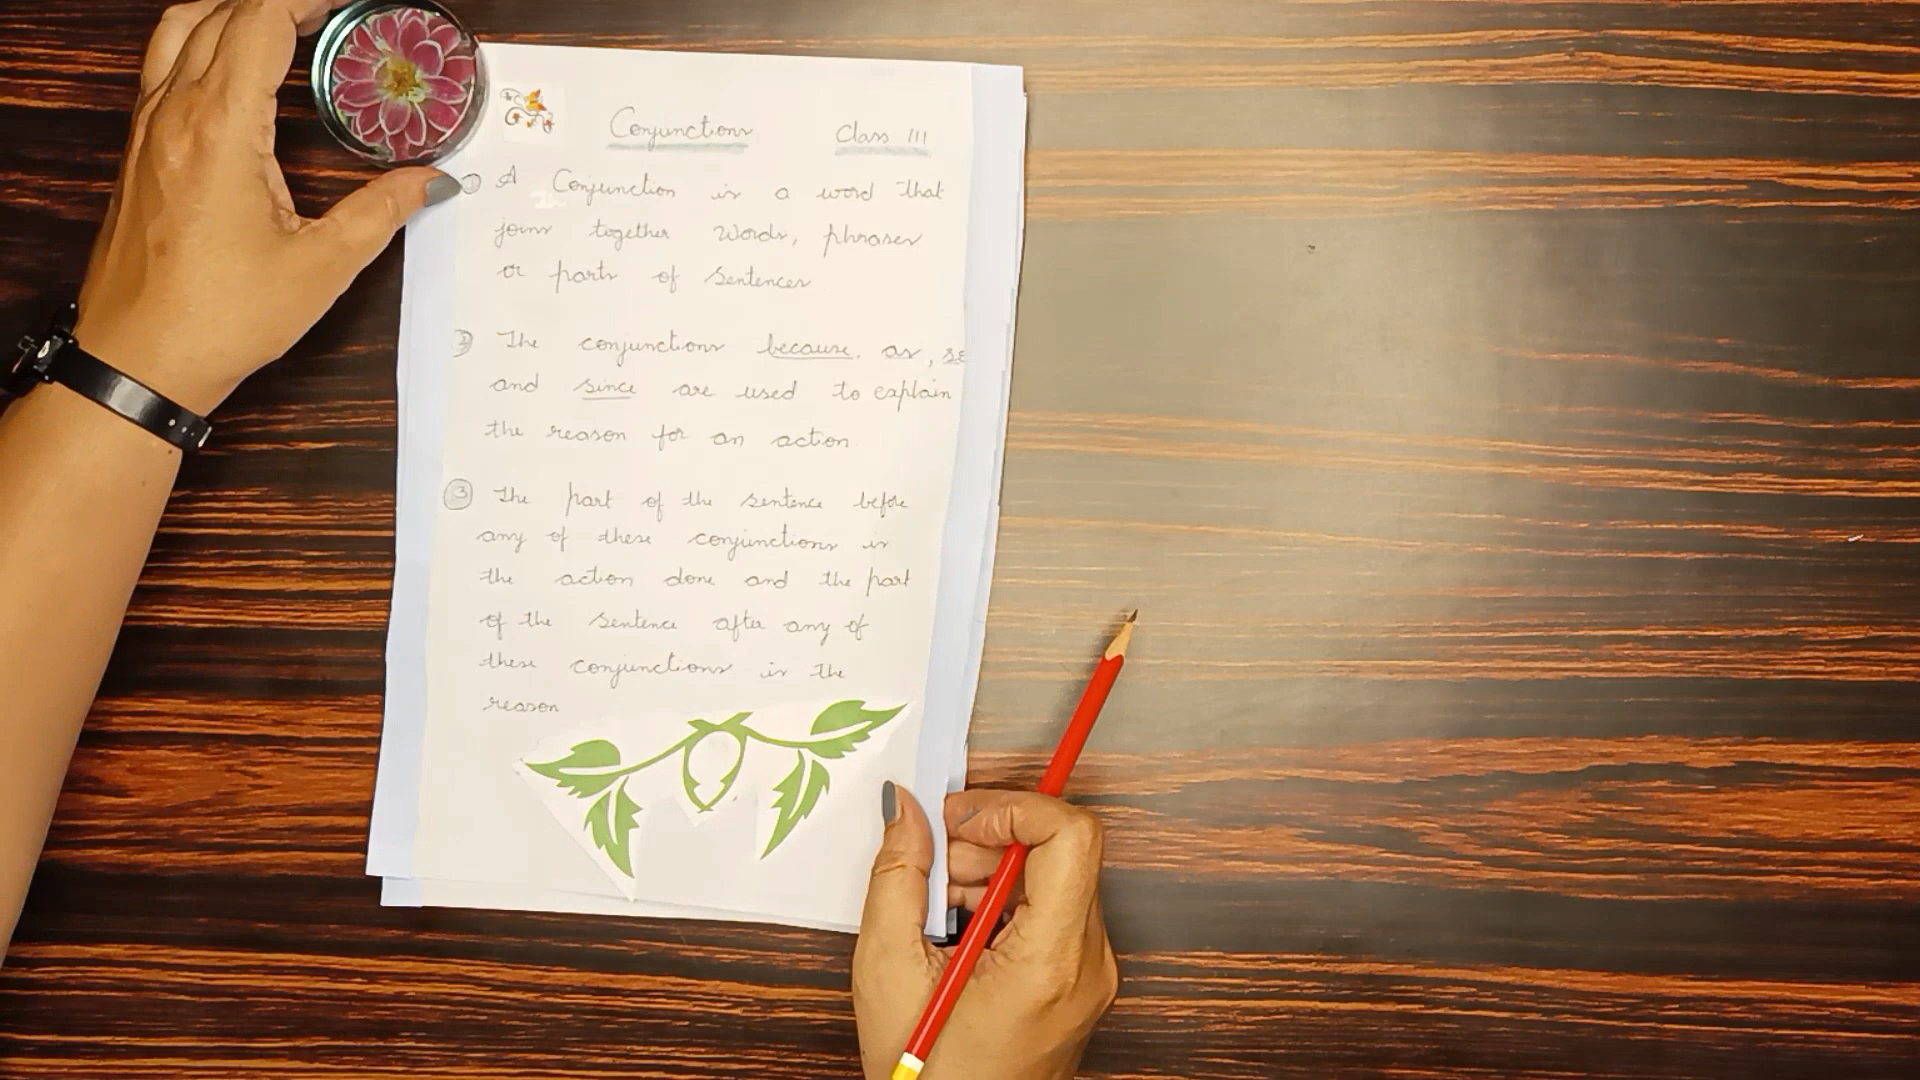 Conjunctions Class III
① A Conjunction is a word that
joins together words, phrases
or parts of sentences
② The conjunctions because, as, so
and since are used to explain
the reason for an action.
③ The part of the sentence before
any of these conjunctions is
the action done and the part
of the sentence after any of
these conjunctions is the
reason